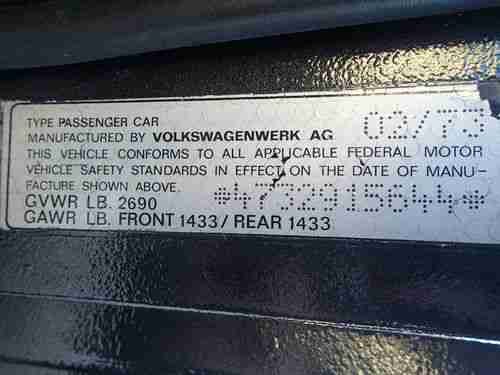 TYPE PASSENGER CAR 02/73
MANUFACTURED BY VOLKSWAGENWERK AG
THIS VEHICLE CONFORMS TO ALL APPLICABLE FEDERAL MOTOR
VEHICLE SAFETY STANDARDS IN EFFECT ON THE DATE OF MANU-
FACTURE SHOWN ABOVE. *4732915644*
GVWR LB. 2690
GAWR LB. FRONT 1433/ REAR 1433